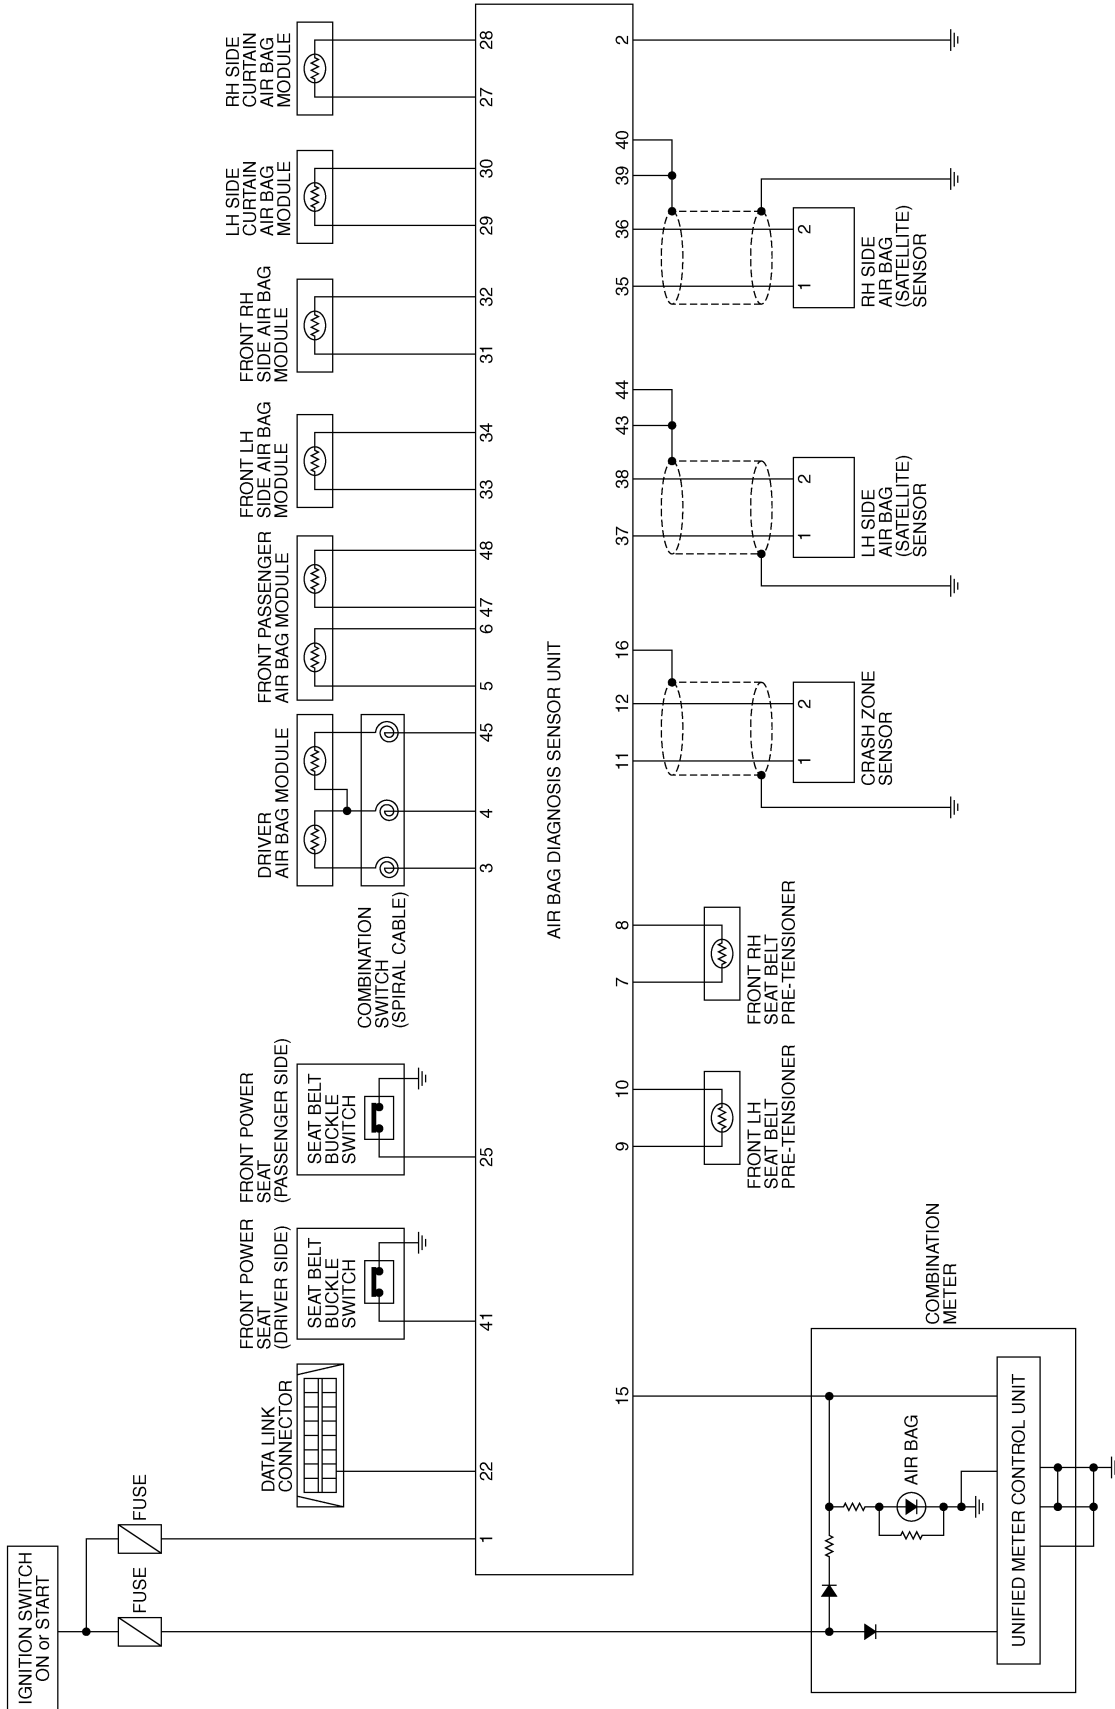 IGNITION SWITCH
ON or START
FUSE
FUSE
DATA LINK
CONNECTOR
FRONT POWER
SEAT
(DRIVER SIDE)
SEAT BELT
BUCKLE
SWITCH
FRONT POWER
SEAT
(PASSENGER SIDE)
SEAT BELT
BUCKLE
SWITCH
COMBINATION
SWITCH
(SPIRAL CABLE)
DRIVER
AIR BAG MODULE
FRONT PASSENGER
AIR BAG MODULE
FRONT LH
SIDE AIR BAG
MODULE
FRONT RH
SIDE AIR BAG
MODULE
LH SIDE
CURTAIN
AIR BAG
MODULE
RH SIDE
CURTAIN
AIR BAG
MODULE
1 22 41 25 3 4 45 5 6 47 48 33 34 31 32 29 30 27 28
AIR BAG DIAGNOSIS SENSOR UNIT
15 9 10 7 8 11 12 16 37 38 43 44 35 36 39 40 2
FRONT LH
SEAT BELT
PRE-TENSIONER
FRONT RH
SEAT BELT
PRE-TENSIONER
1 2
CRASH ZONE
SENSOR
1 2
LH SIDE
AIR BAG
(SATELLITE)
SENSOR
1 2
RH SIDE
AIR BAG
(SATELLITE)
SENSOR
COMBINATION
METER
AIR BAG
UNIFIED METER CONTROL UNIT